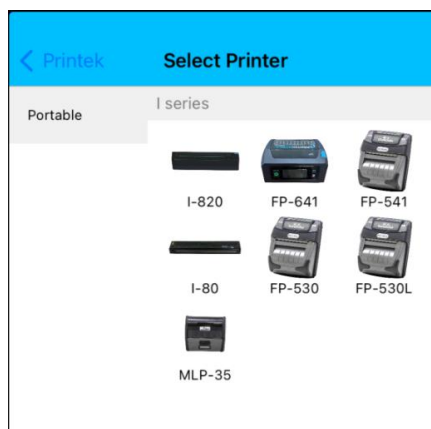 Printek
Select Printer
Portable
I series
I-820
FP-641
FP-541
I-80
FP-530
FP-530L
MLP-35